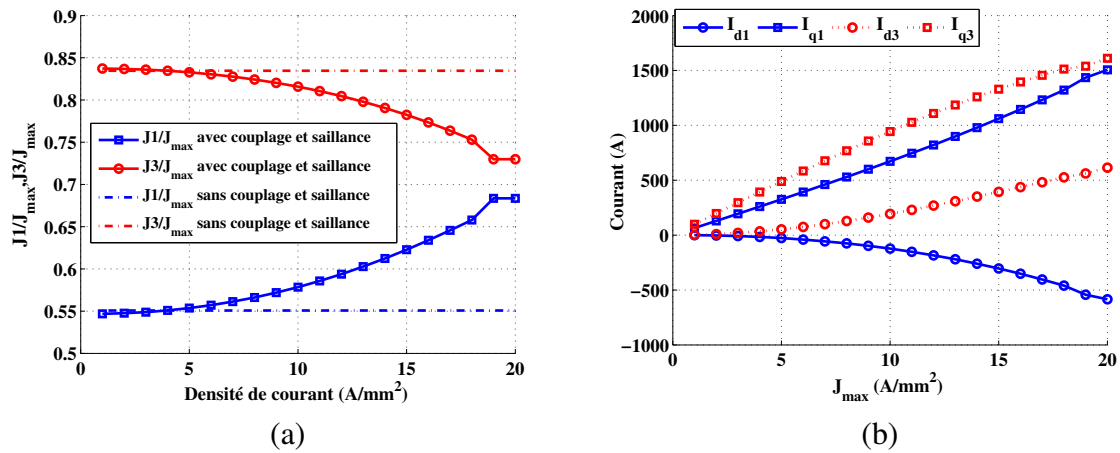 0.9
0.85
0.8
0.75
0.7
0.65
0.6
0.55
0.5
J1/J_max,J3/J_max
J1/J_max avec couplage et saillance
J3/J_max avec couplage et saillance
J1/J_max sans couplage et saillance
J3/J_max sans couplage et saillance
0 5 10 15 20
Densité de courant (A/mm²)
(a)
I_d1 I_q1 I_d3 I_q3
2000
1500
1000
500
0
−500
−1000
Courant (A)
0 5 10 15 20
J_max (A/mm²)
(b)